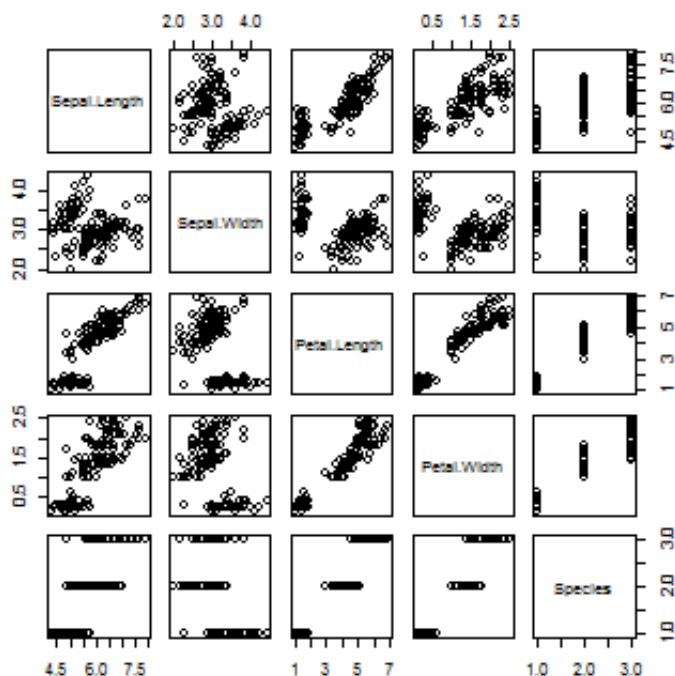 2.0 3.0 4.0
0.5 1.5 2.5
Sepal.Length
4.5 6.0 7.5
2.0 3.0 4.0
Sepal.Width
Petal.Length
1 3 5 7
0.5 1.5 2.5
Petal.Width
Species
1.0 2.0 3.0
4.5 6.0 7.5
1 3 5 7
1.0 2.0 3.0